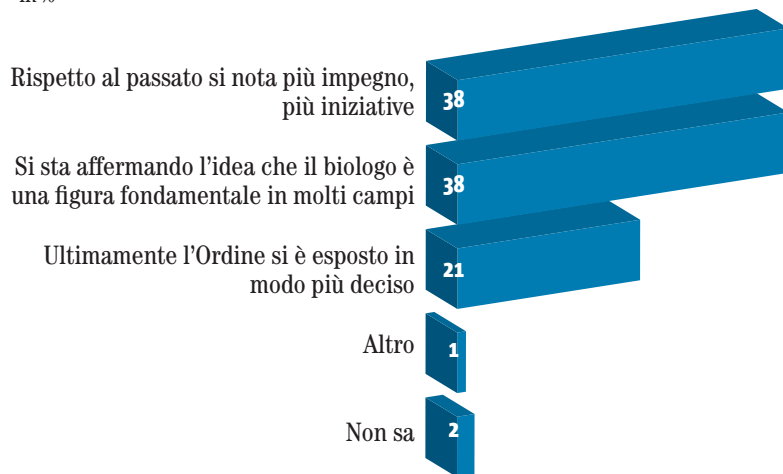 in %
Rispetto al passato si nota più impegno,
più iniziative
38
Si sta affermando l'idea che il biologo è
una figura fondamentale in molti campi
38
Ultimamente l'Ordine si è esposto in
modo più deciso
21
Altro
1
Non sa
2